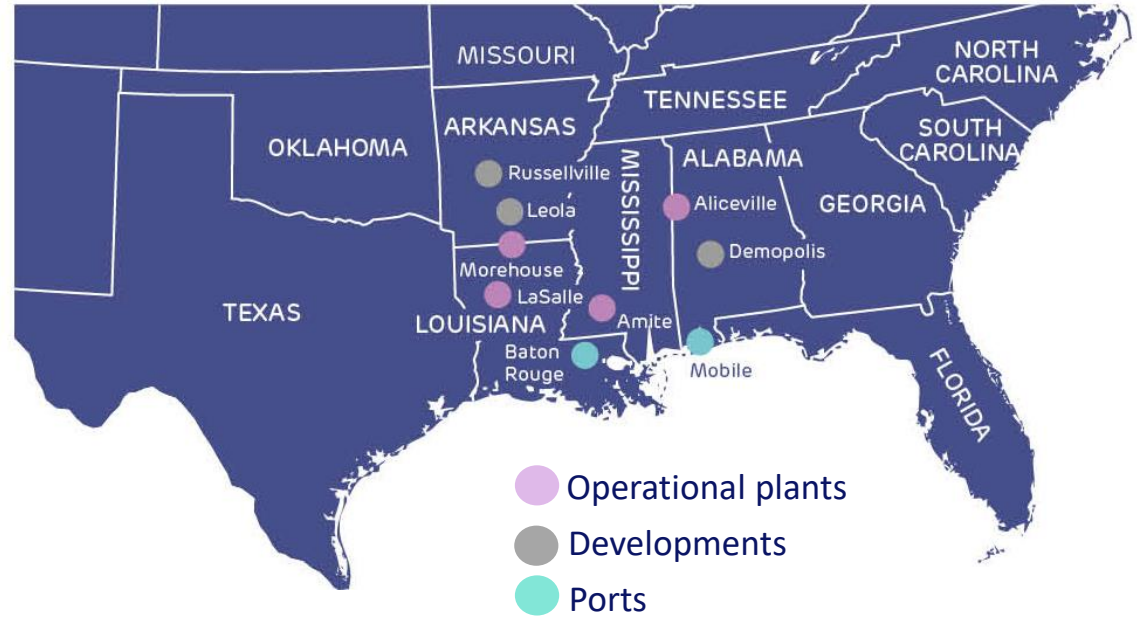 MISSOURI
NORTH
CAROLINA
TENNESSEE
ARKANSAS
SOUTH
CAROLINA
OKLAHOMA
MISSISSIPPI
ALABAMA
Russellville
Aliceville
GEORGIA
Leola
Demopolis
Morehouse
LaSalle
TEXAS
LOUISIANA
Amite
Baton
Rouge
Mobile
FLORIDA
Operational plants
Developments
Ports